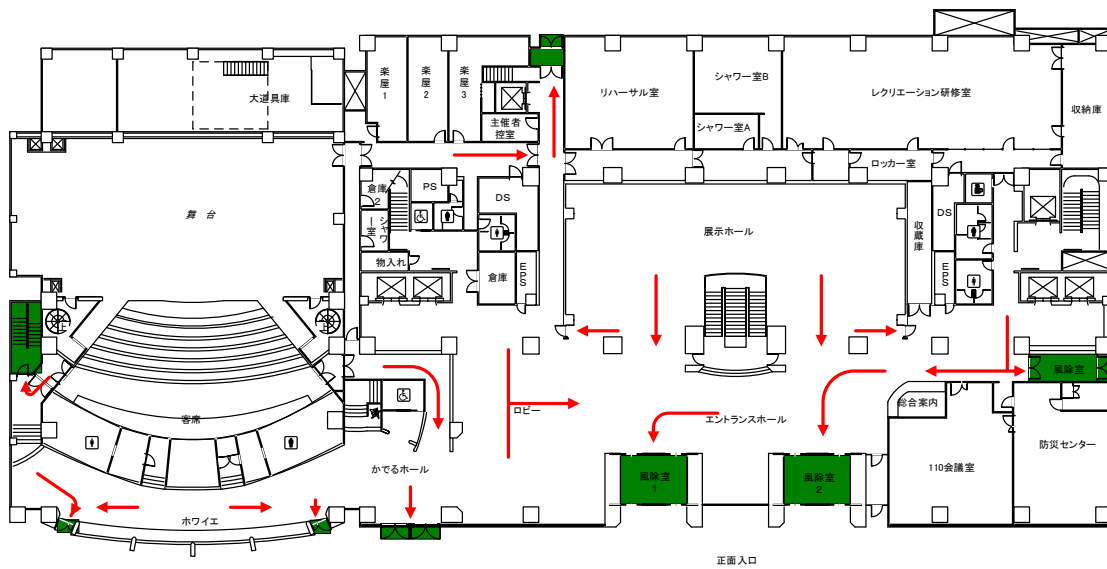 大道具庫
楽屋1
楽屋2
楽屋3
主催者
控室
リハーサル室
シャワー室B
シャワー室A
レクリエーション研修室
収納庫
ロッカー室
舞台
倉庫
2
PS
DS
シャワー室
物入れ
倉庫
EPS
展示ホール
収蔵庫
DS
EPS
上
客席
ロビー
エントランスホール
総合案内
風除室
防災センター
110会議室
かでるホール
風除室
1
風除室
2
ホワイエ
正面入口